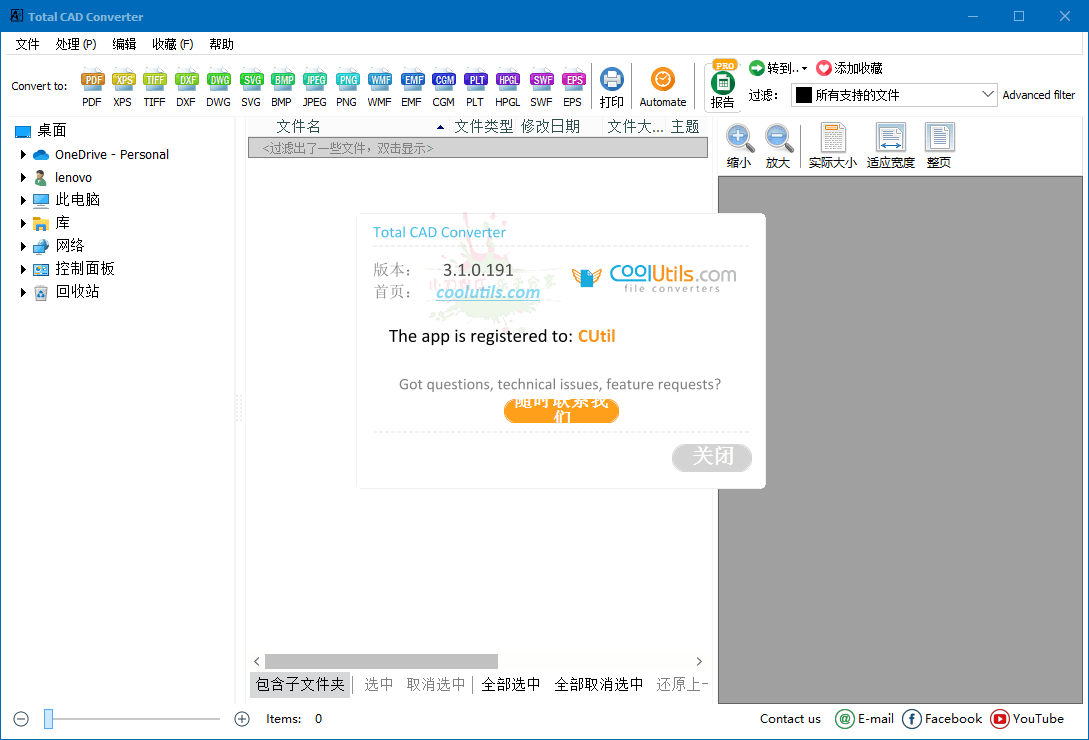 Total CAD Converter
文件 处理 (P) 编辑 收藏 (F) 帮助
Convert to:
PDF XPS TIFF DXF DWG SVG BMP JPEG PNG WMF EMF CGM PLT HPGL SWF EPS
PDF XPS TIFF DXF DWG SVG BMP JPEG PNG WMF EMF CGM PLT HPGL SWF EPS 打印 Automate
PRO
报告
转到.. 添加收藏
过滤: 所有支持的文件 Advanced filter
桌面
OneDrive - Personal
lenovo
此电脑
库
网络
控制面板
回收站
文件名 文件类型 修改日期 文件大... 主题
<过滤出了一些文件，双击显示>
缩小 放大 实际大小 适应宽度 整页
Total CAD Converter
版本: 3.1.0.191
首页: coolutils.com
CoolUtils.com
file converters
The app is registered to: CUtil
Got questions, technical issues, feature requests?
随时联系我
们
关闭
包含子文件夹 选中 取消选中 全部选中 全部取消选中 还原上一
Items: 0
Contact us E-mail Facebook YouTube